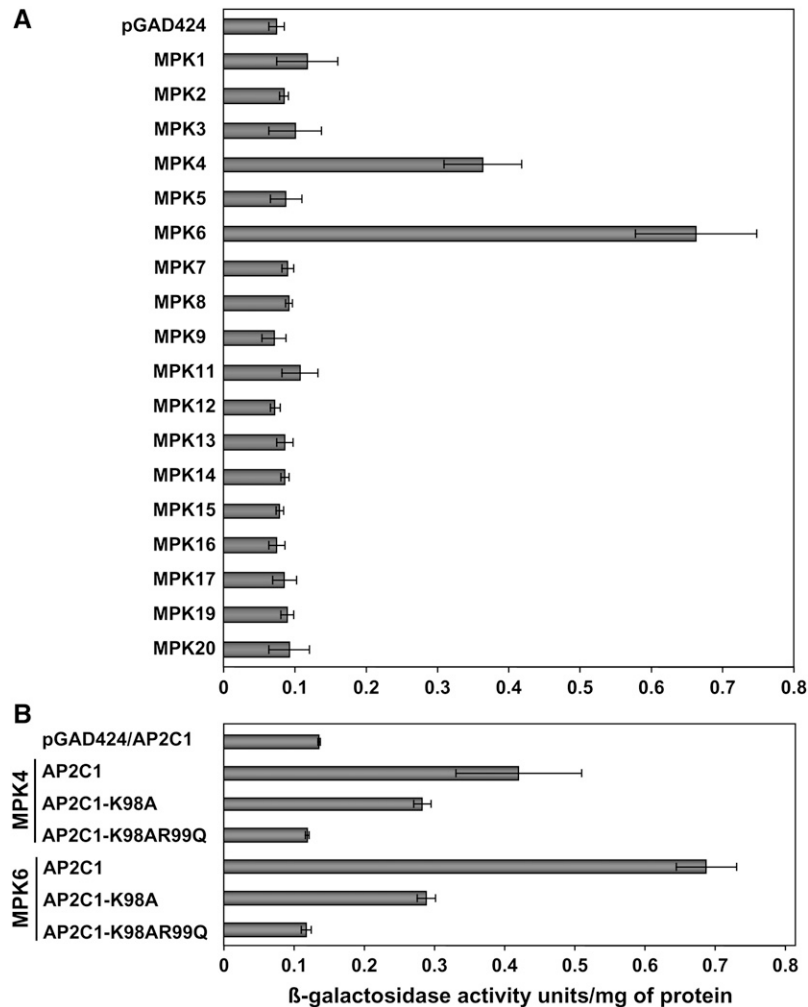 A
pGAD424
MPK1
MPK2
MPK3
MPK4
MPK5
MPK6
MPK7
MPK8
MPK9
MPK11
MPK12
MPK13
MPK14
MPK15
MPK16
MPK17
MPK19
MPK20
0 0.1 0.2 0.3 0.4 0.5 0.6 0.7 0.8
B
pGAD424/AP2C1
MPK4
AP2C1
AP2C1-K98A
AP2C1-K98AR99Q
MPK6
AP2C1
AP2C1-K98A
AP2C1-K98AR99Q
0 0.1 0.2 0.3 0.4 0.5 0.6 0.7 0.8
ß-galactosidase activity units/mg of protein